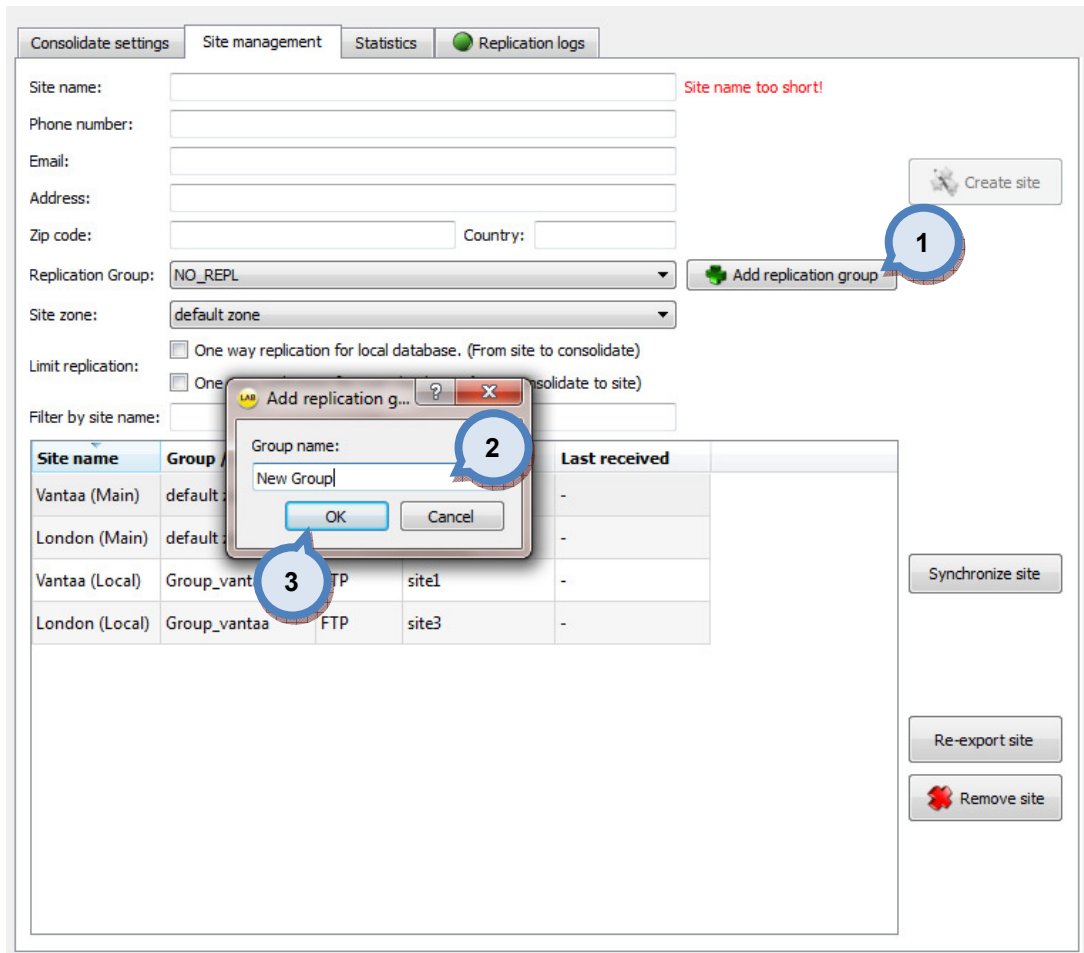 Consolidate settings Site management Statistics Replication logs
Site name: Site name too short!
Phone number:
Email:
Create site
Address:
Zip code: Country:
1
Replication Group: NO_REPL Add replication group
Site zone: default zone
Limit replication: One way replication for local database. (From site to consolidate)
One consolidate to site)
LAB Add replication g... ? X
Filter by site name:
Group name:
2
Site name Group / Last received
New Group
Vantaa (Main) default -
OK Cancel
London (Main) default -
3
Vantaa (Local) Group_vant TP site1 -
Synchronize site
London (Local) Group_vantaa FTP site3 -
Re-export site
Remove site